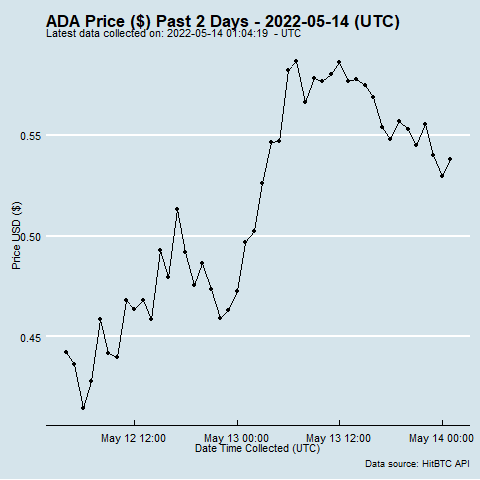 ADA Price ($) Past 2 Days - 2022-05-14 (UTC)
Latest data collected on: 2022-05-14 01:04:19  - UTC
0.55
0.50
0.45
Price USD ($)
May 12 12:00
May 13 00:00
May 13 12:00
May 14 00:00
Date Time Collected (UTC)
Data source: HitBTC API